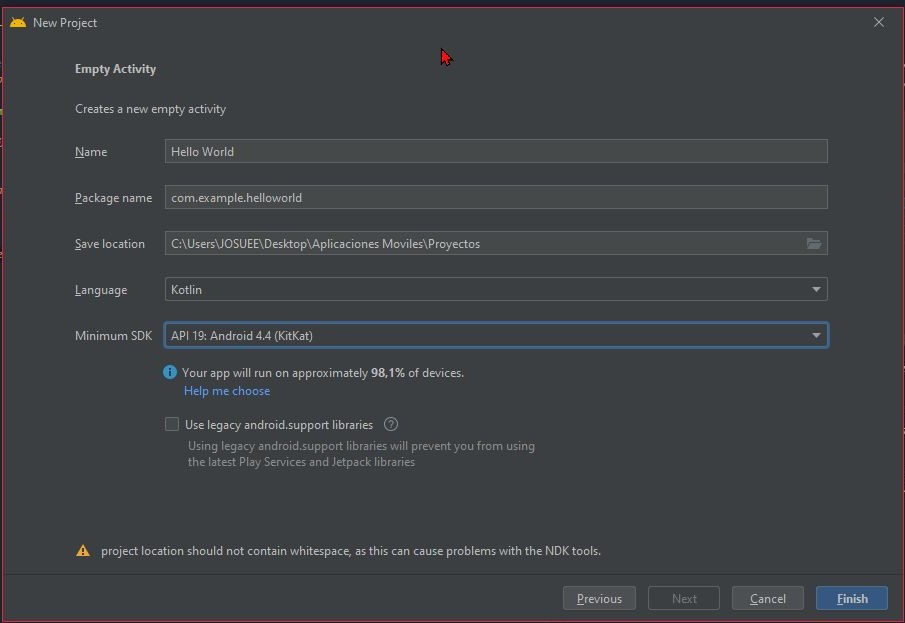 New Project
Empty Activity
Creates a new empty activity
Name
Hello World
Package name
com.example.helloworld
Save location
C:\Users\JOSUEE\Desktop\Aplicaciones Moviles\Proyectos
Language
Kotlin
Minimum SDK
API 19: Android 4.4 (KitKat)
Your app will run on approximately 98,1% of devices.
Help me choose
Use legacy android.support libraries
Using legacy android.support libraries will prevent you from using
the latest Play Services and Jetpack libraries
project location should not contain whitespace, as this can cause problems with the NDK tools.
Previous
Next
Cancel
Finish